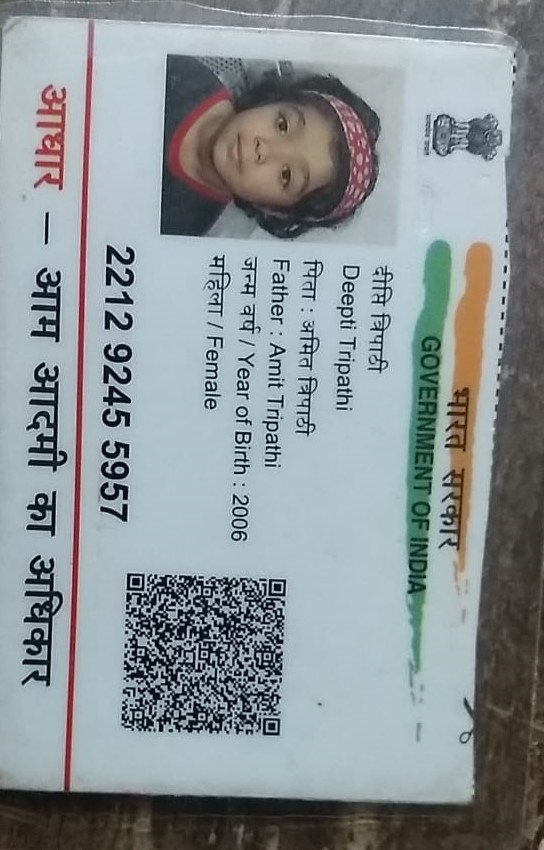 भारत सरकार
GOVERNMENT OF INDIA
दीप्ति त्रिपाठी
Deepti Tripathi
पिता : अमित त्रिपाठी
Father : Amit Tripathi
जन्म वर्ष / Year of Birth : 2006
महिला / Female
2212 9245 5957
आधार – आम आदमी का अधिकार